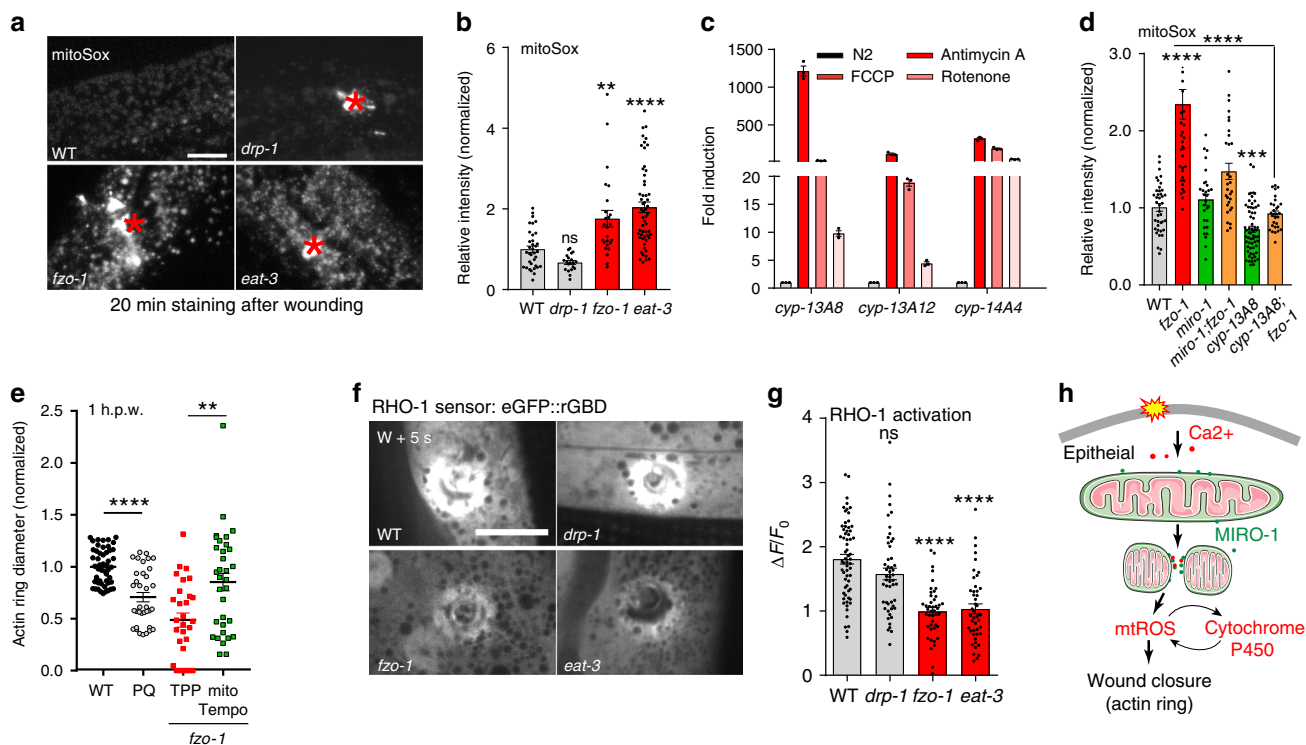 a
mitoSox
WT
drp-1
fzo-1
eat-3
20 min staining after wounding
b
mitoSox
Relative intensity (normalized)
6
4
2
0
ns
**
****
WT drp-1 fzo-1 eat-3
c
Fold induction
1500
1000
500
20
15
10
5
0
N2
Antimycin A
FCCP
Rotenone
cyp-13A8 cyp-13A12 cyp-14A4
d
mitoSox
Relative intensity (normalized)
3.0
2.0
1.0
0.0
****
****
***
WT
fzo-1
miro-1
miro-1;fzo-1
cyp-13A8
cyp-13A8;
fzo-1
e
1 h.p.w.
Actin ring diameter (normalized)
2.5
2.0
1.5
1.0
0.5
0.0
****
**
WT PQ TPP mito
Tempo
fzo-1
f
RHO-1 sensor: eGFP::rGBD
W + 5 s
WT
drp-1
fzo-1
eat-3
g
RHO-1 activation
ΔF/F0
4
3
2
1
0
ns
****
****
WT drp-1 fzo-1 eat-3
h
Ca2+
Epitheial
MIRO-1
mtROS
Cytochrome
P450
Wound closure
(actin ring)